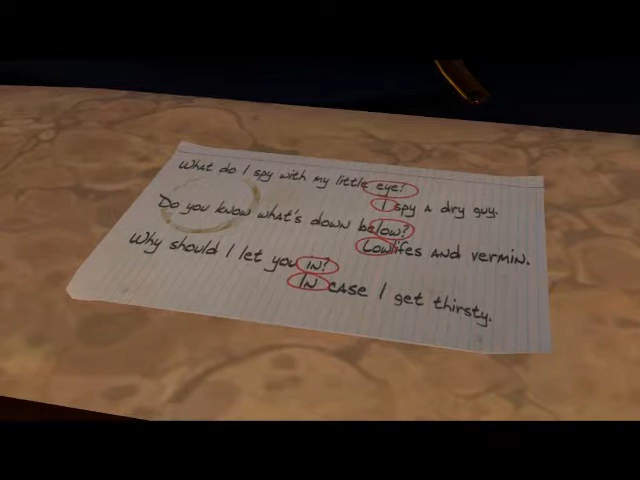 What do I spy with my little eye?
I spy a dry guy.
Do you know what's down below?
Lowlifes and vermin.
Why should I let you in?
In case I get thirsty.